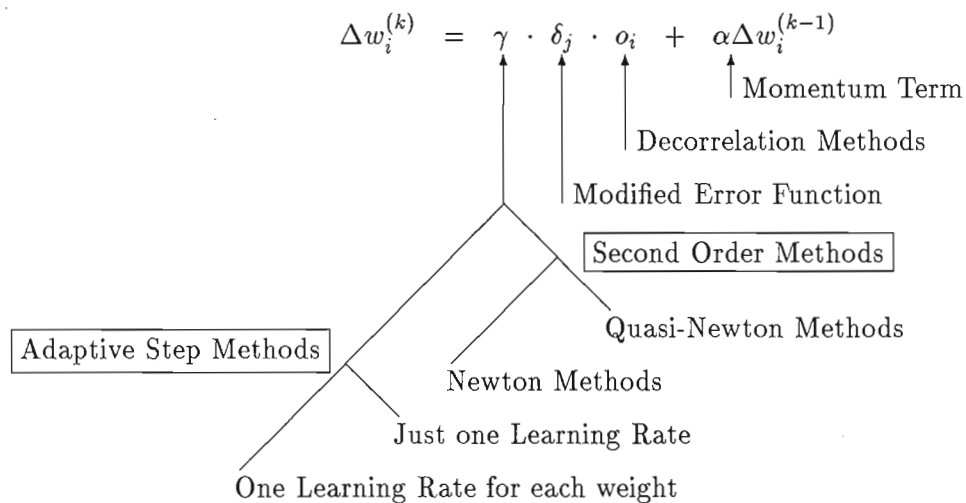 Δw_i^{(k)} = γ · δ_j · o_i + αΔw_i^{(k−1)}
Momentum Term
Decorrelation Methods
Modified Error Function
Second Order Methods
Quasi-Newton Methods
Adaptive Step Methods
Newton Methods
Just one Learning Rate
One Learning Rate for each weight